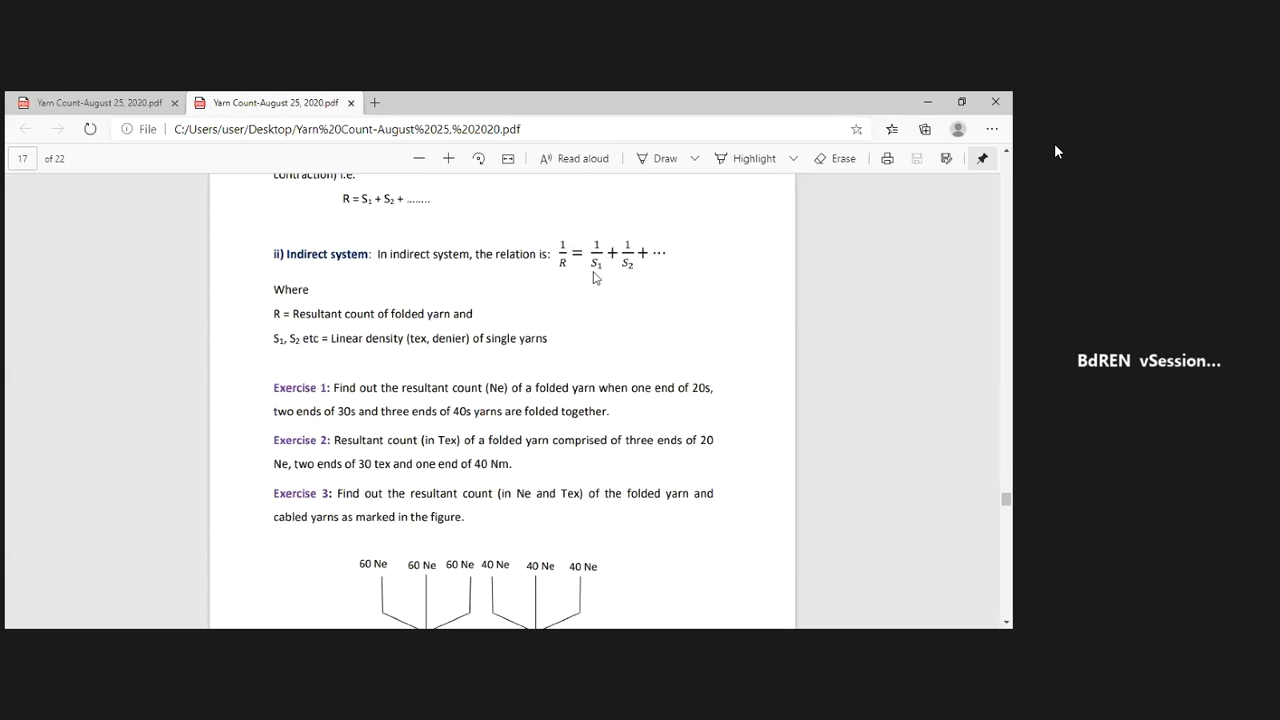 Yarn Count-August 25, 2020.pdf
Yarn Count-August 25, 2020.pdf
File C:/Users/user/Desktop/Yarn%20Count-August%2025,%202020.pdf
17 of 22 Read aloud Draw Highlight Erase
contraction) i.e.
R = S₁ + S₂ + ........
ii) Indirect system: In indirect system, the relation is: 1/R = 1/S₁ + 1/S₂ + ⋯
Where
R = Resultant count of folded yarn and
S₁, S₂ etc = Linear density (tex, denier) of single yarns
Exercise 1: Find out the resultant count (Ne) of a folded yarn when one end of 20s,
two ends of 30s and three ends of 40s yarns are folded together.
Exercise 2: Resultant count (in Tex) of a folded yarn comprised of three ends of 20
Ne, two ends of 30 tex and one end of 40 Nm.
Exercise 3: Find out the resultant count (in Ne and Tex) of the folded yarn and
cabled yarns as marked in the figure.
60 Ne 60 Ne 60 Ne 40 Ne 40 Ne 40 Ne
BdREN vSession...